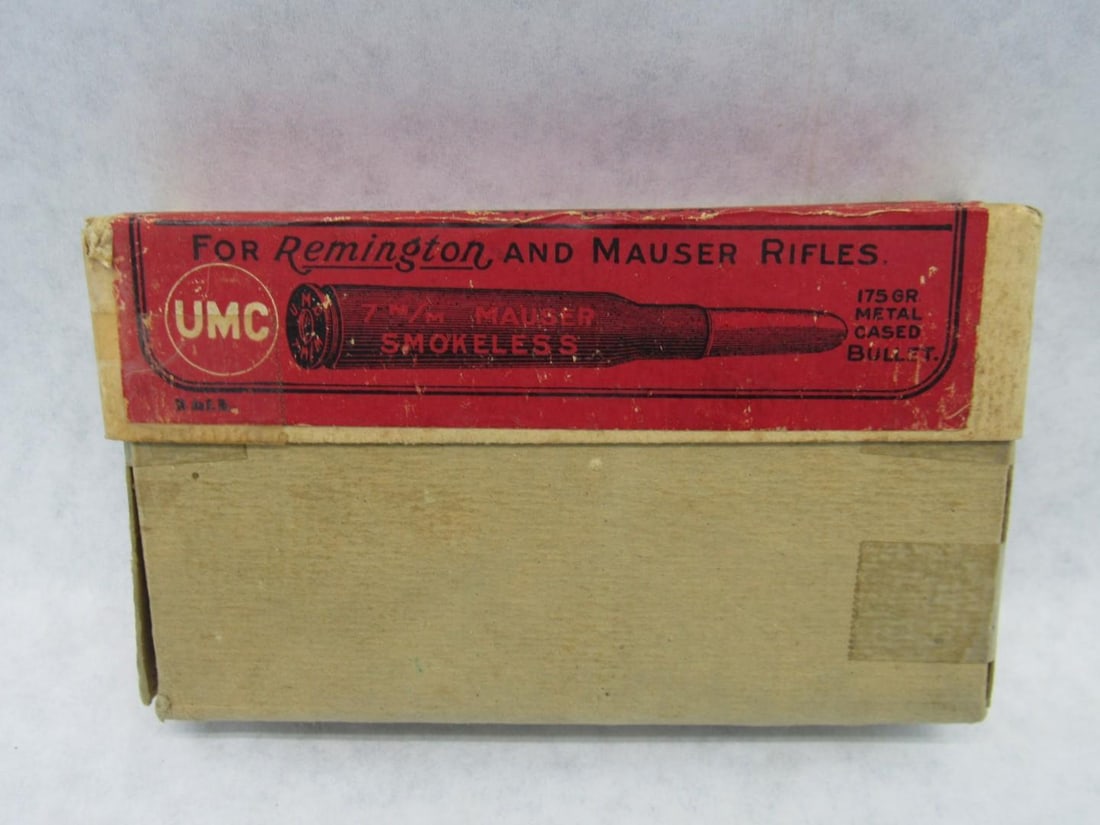 FOR Remington AND MAUSER RIFLES.
UMC
7 M/M MAUSER
SMOKELESS
175 GR.
METAL
CASED
BULLET.